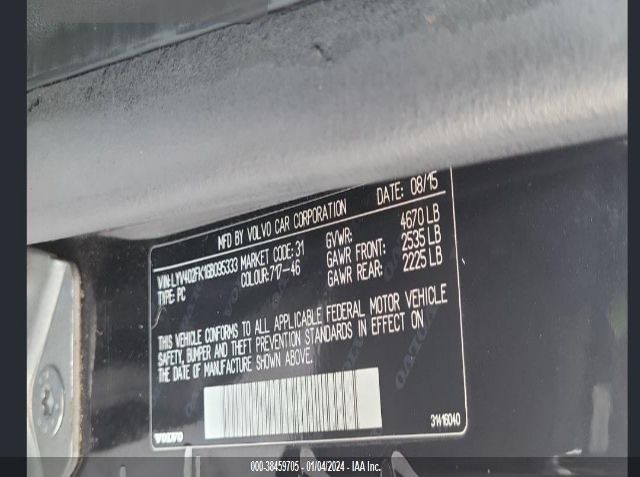 MFD BY VOLVO CAR CORPORATION DATE: 08/15
VIN-LYV402FK1GB095333 MARKET CODE: 31 GVWR: 4670 LB
TYPE: PC COLOUR:717-46 GAWR FRONT: 2535 LB
GAWR REAR: 2225 LB
THIS VEHICLE CONFORMS TO ALL APPLICABLE FEDERAL MOTOR VEHICLE
SAFETY, BUMPER AND THEFT PREVENTION STANDARDS IN EFFECT ON
THE DATE OF MANUFACTURE SHOWN ABOVE.
VOLVO 31416040
000-38459705 - 01/04/2024 - IAA Inc.